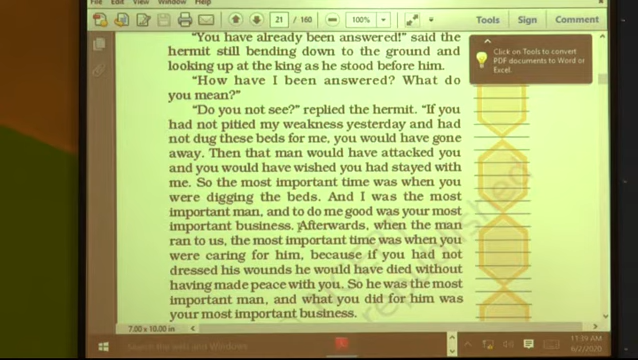 File Edit View Window Help
21 / 160
100%
Tools Sign Comment
"You have already been answered!" said the
hermit still bending down to the ground and
looking up at the king as he stood before him.
"How have I been answered? What do
you mean?"
"Do you not see?" replied the hermit. "If you
had not pitied my weakness yesterday and had
not dug these beds for me, you would have gone
away. Then that man would have attacked you
and you would have wished you had stayed with
me. So the most important time was when you
were digging the beds. And I was the most
important man, and to do me good was your most
important business. Afterwards, when the man
ran to us, the most important time was when you
were caring for him, because if you had not
dressed his wounds he would have died without
having made peace with you. So he was the most
important man, and what you did for him was
your most important business.
Click on Tools to convert
PDF documents to Word or
Excel.
republished
7.00 x 10.00 in
Search the web and Windows
11:39 AM
6/2/2020